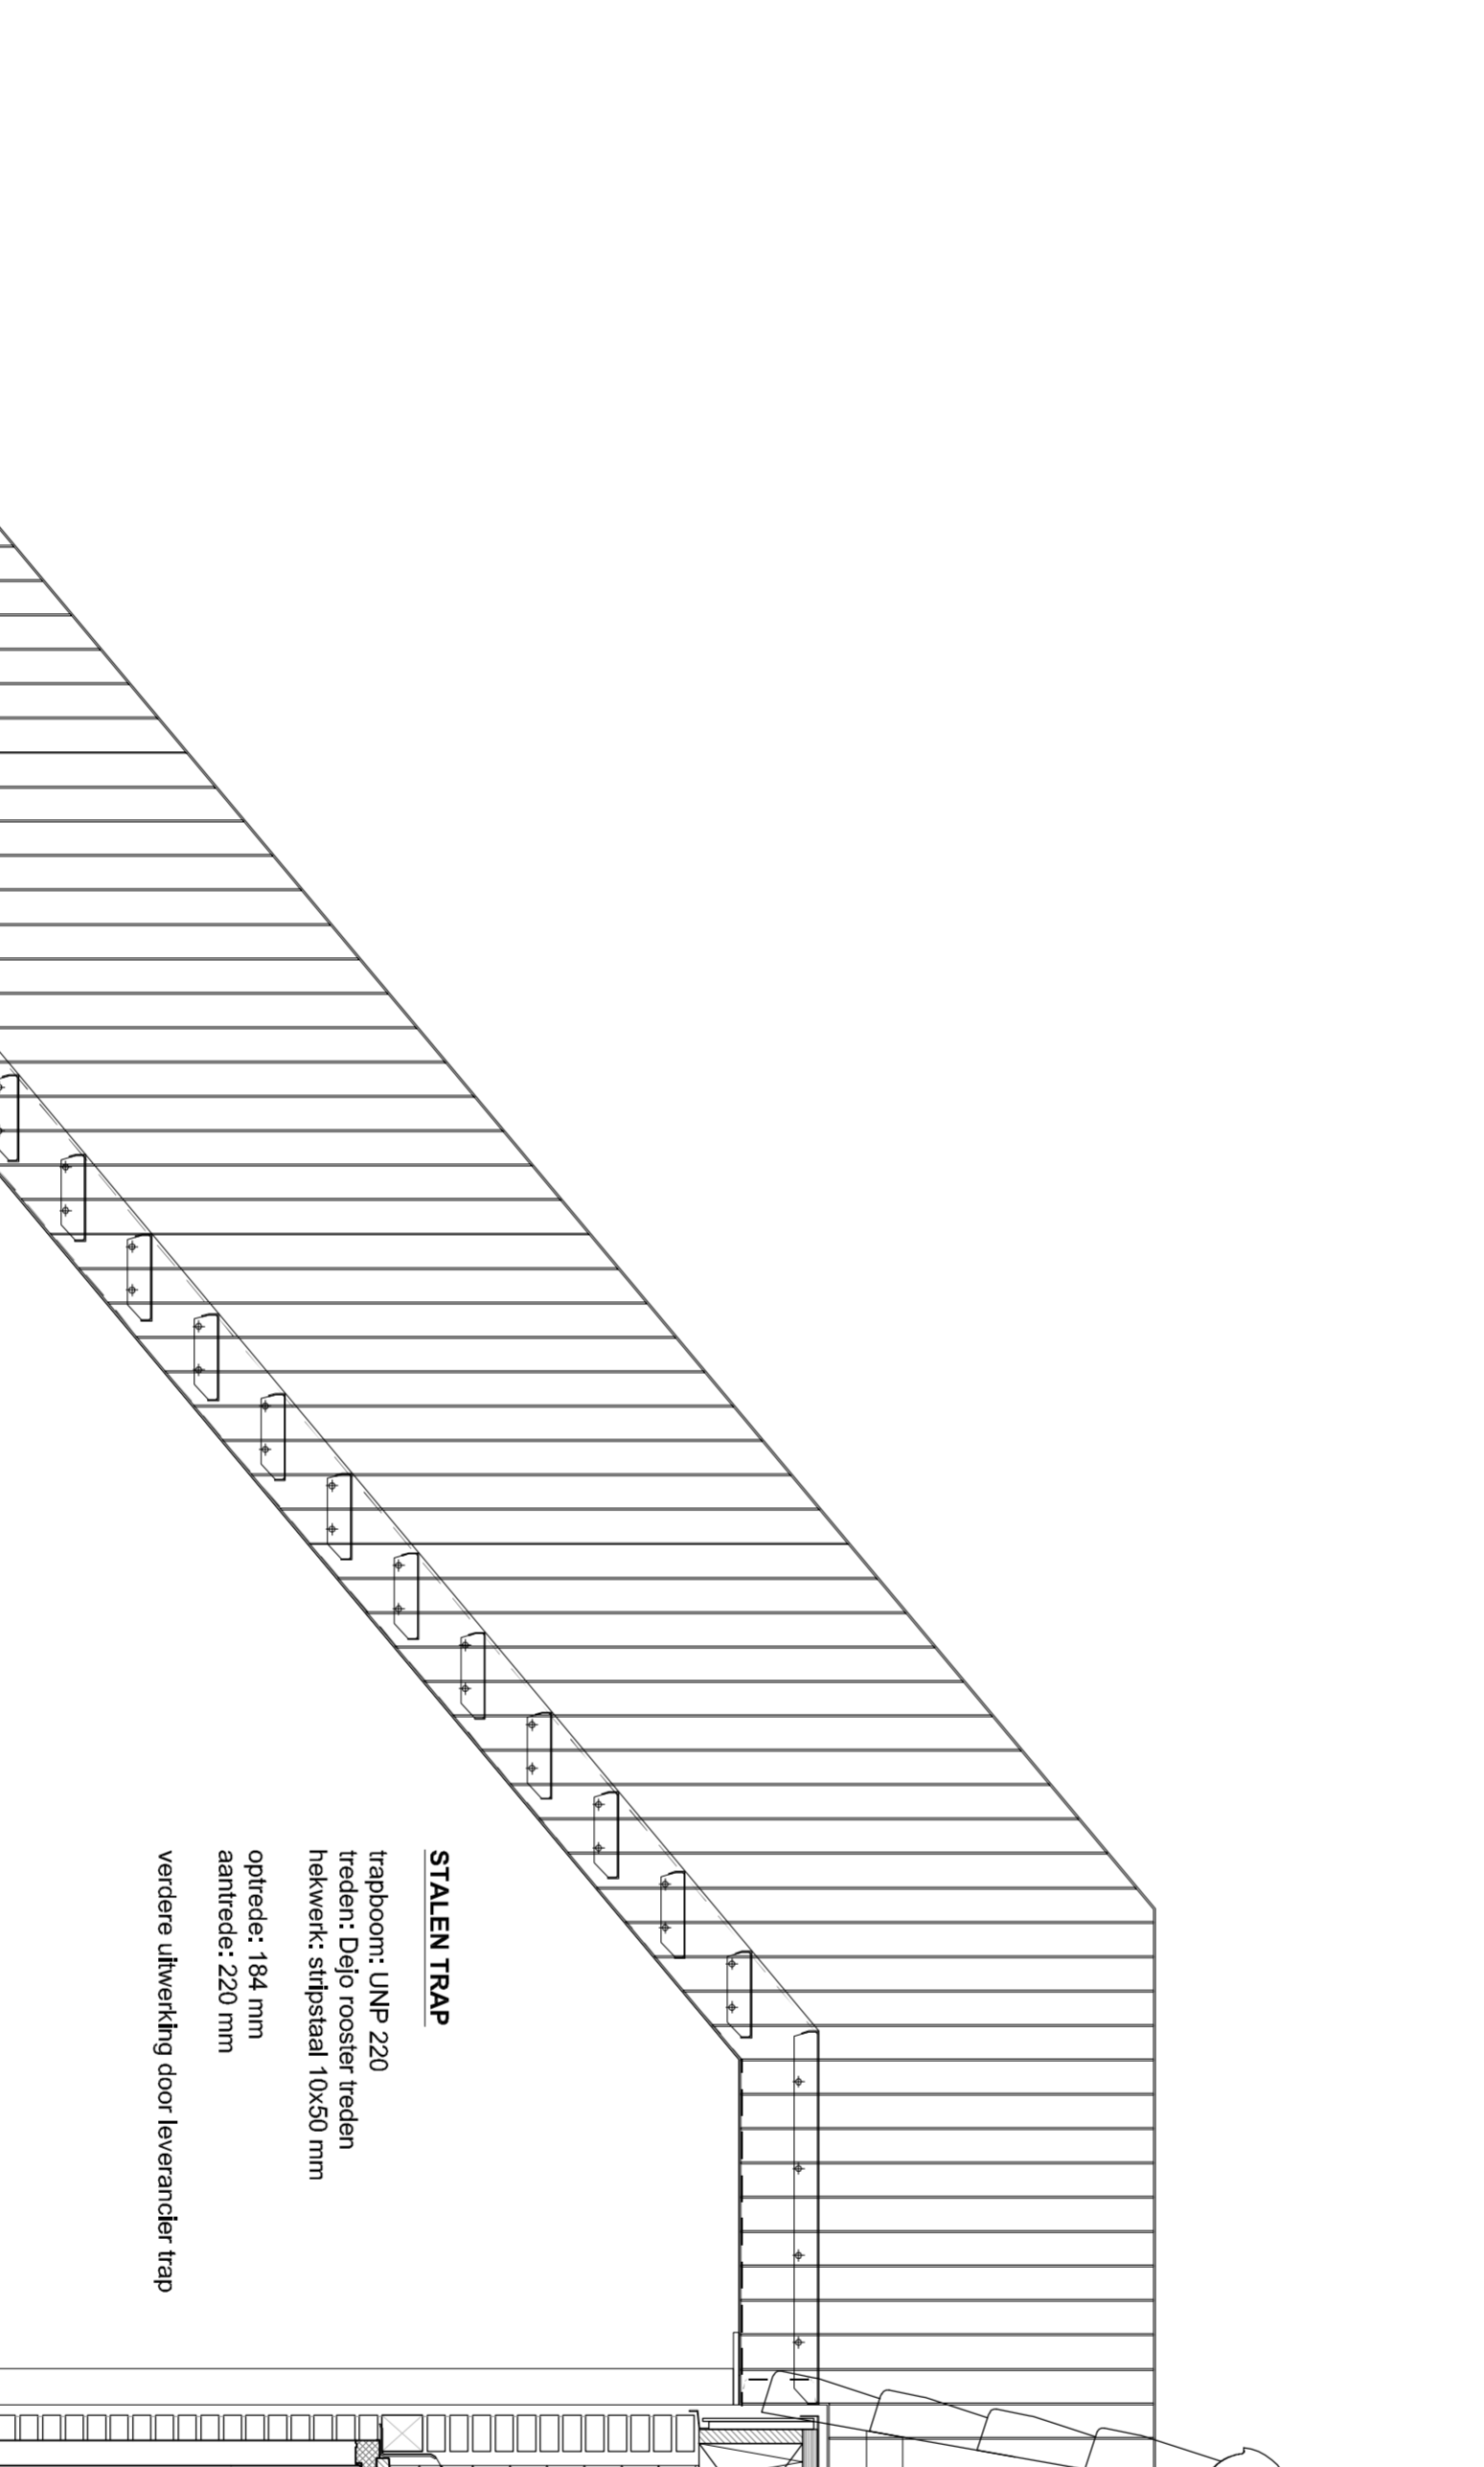 STALEN TRAP
trapboom: UNP 220
treden: Dejo rooster treden
hekwerk: stripstaal 10x50 mm
optrede: 184 mm
aantrede: 220 mm
verdere uitwerking door leverancier trap